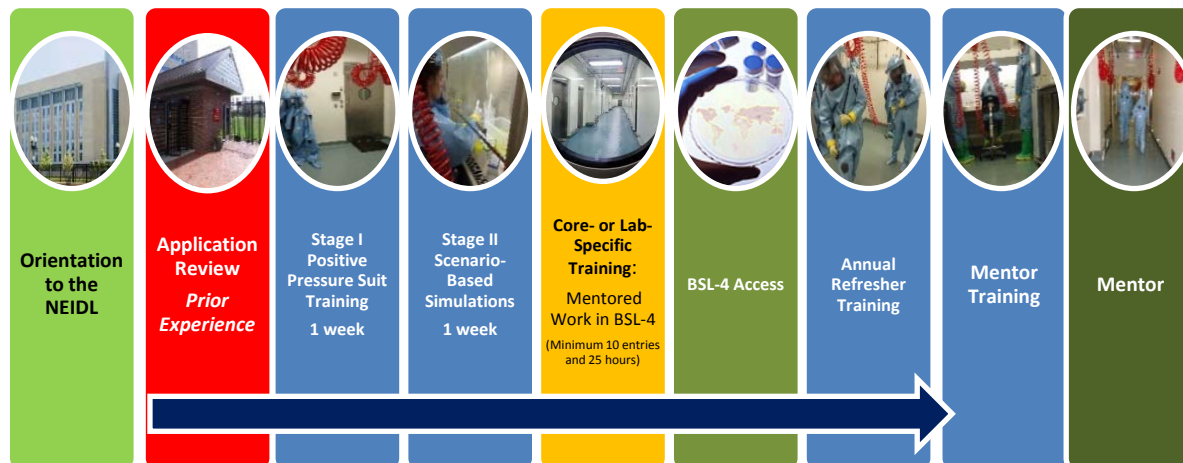 Orientation
to the
NEIDL
Application
Review
Prior
Experience
Stage I
Positive
Pressure Suit
Training
1 week
Stage II
Scenario-
Based
Simulations
1 week
Core- or Lab-
Specific
Training:
Mentored
Work in BSL-4
(Minimum 10 entries
and 25 hours)
BSL-4 Access
Annual
Refresher
Training
Mentor
Training
Mentor